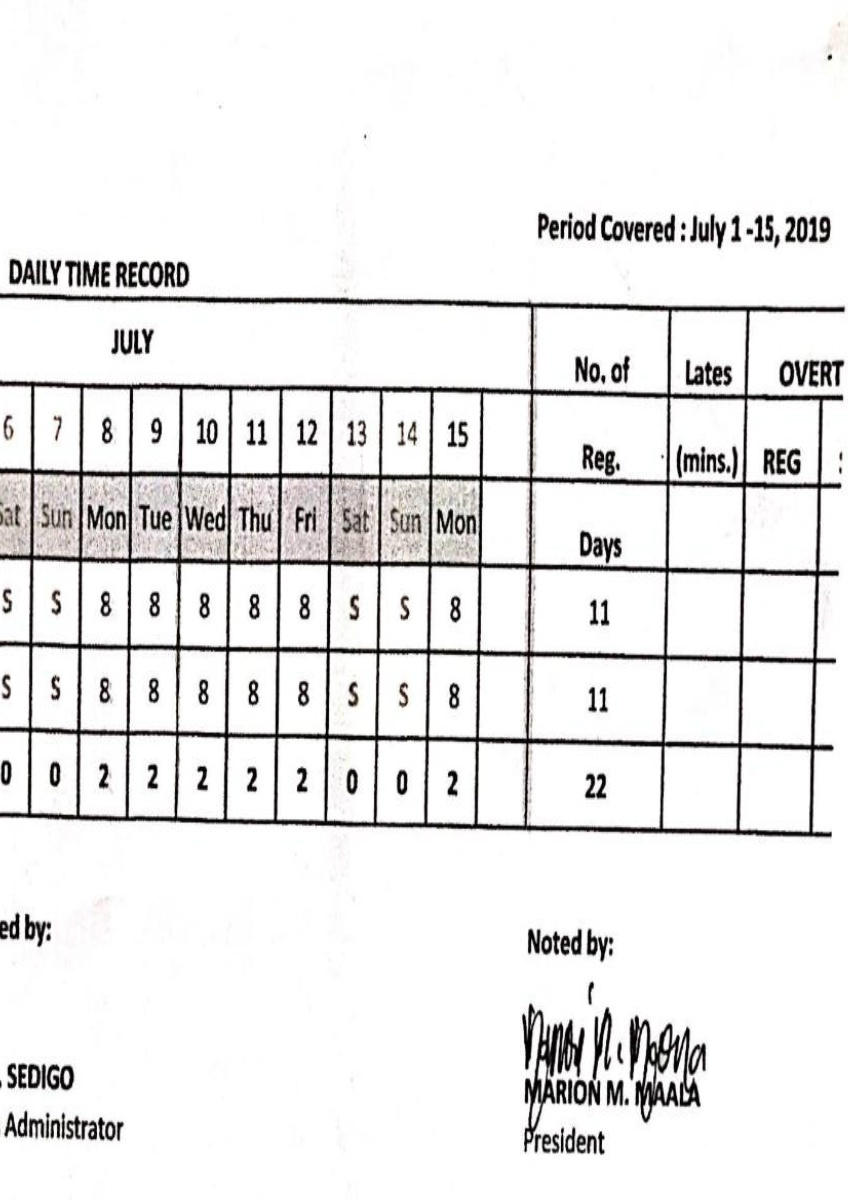 Period Covered : July 1 -15, 2019
DAILY TIME RECORD
JULY
No. of Lates OVERT
6 7 8 9 10 11 12 13 14 15
Reg. (mins.) REG
Sat Sun Mon Tue Wed Thu Fri Sat Sun Mon
Days
S S 8 8 8 8 8 S S 8 11
S S 8 8 8 8 8 S S 8 11
0 0 2 2 2 2 2 0 0 2 22
ed by:
Noted by:
. SEDIGO
MARION M. MAALA
Administrator
President